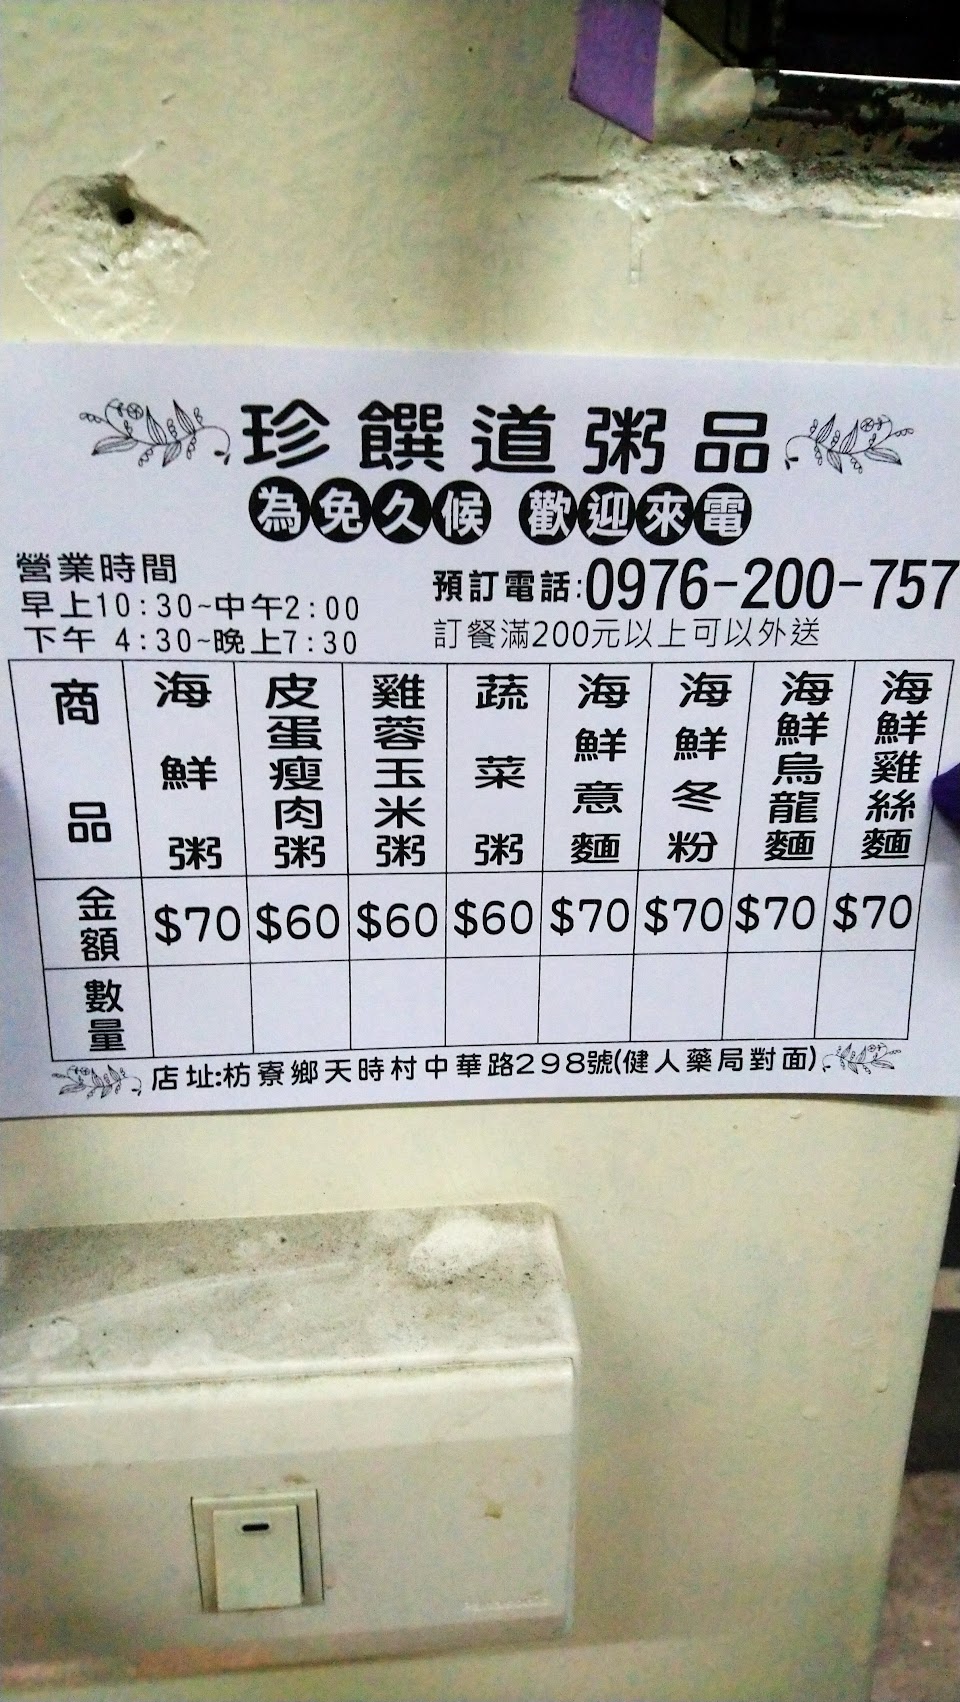 珍饌道粥品
為免久候 歡迎來電
營業時間
早上10:30~中午2:00
下午 4:30~晚上7:30
預訂電話:0976-200-757
訂餐滿200元以上可以外送
商品 海鮮粥 皮蛋瘦肉粥 雞蓉玉米粥 蔬菜粥 海鮮意麵 海鮮冬粉 海鮮烏龍麵 海鮮雞絲麵
金額 $70 $60 $60 $60 $70 $70 $70 $70
數量
店址:枋寮鄉天時村中華路298號(健人藥局對面)